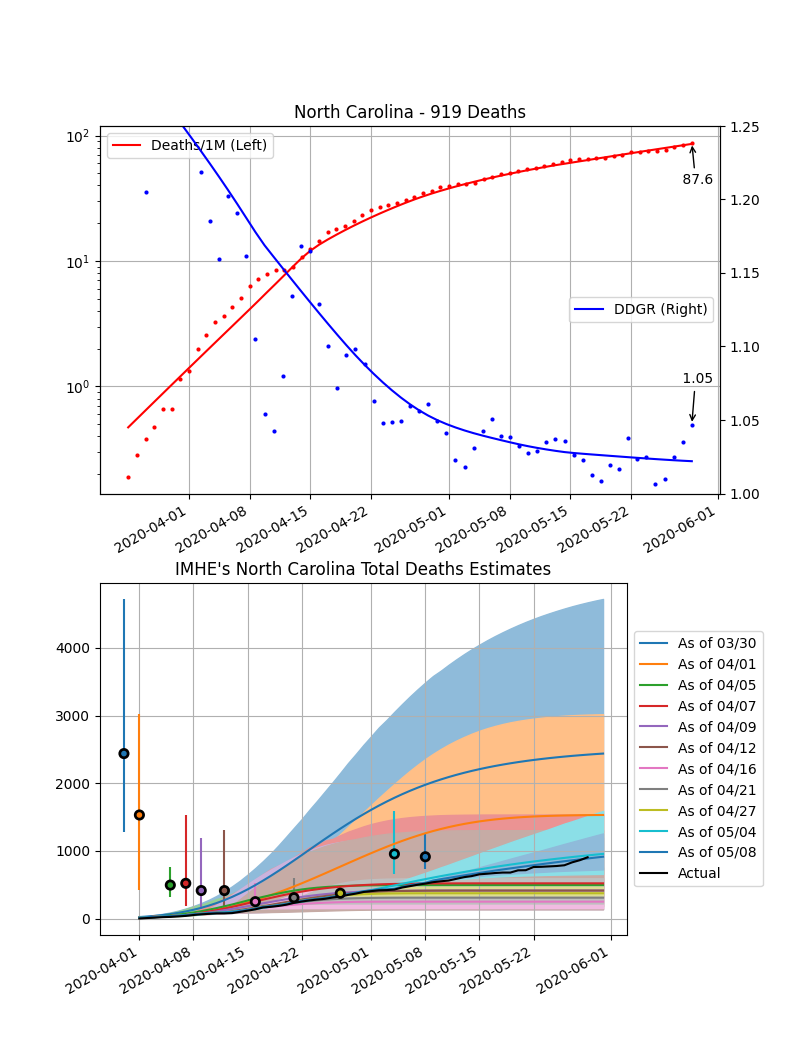 North Carolina - 919 Deaths
Deaths/1M (Left)
DDGR (Right)
87.6
1.05
10²
10¹
10⁰
1.25
1.20
1.15
1.10
1.05
1.00
2020-04-01
2020-04-08
2020-04-15
2020-04-22
2020-05-01
2020-05-08
2020-05-15
2020-05-22
2020-06-01
IMHE's North Carolina Total Deaths Estimates
4000
3000
2000
1000
0
2020-04-01
2020-04-08
2020-04-15
2020-04-22
2020-05-01
2020-05-08
2020-05-15
2020-05-22
2020-06-01
As of 03/30
As of 04/01
As of 04/05
As of 04/07
As of 04/09
As of 04/12
As of 04/16
As of 04/21
As of 04/27
As of 05/04
As of 05/08
Actual